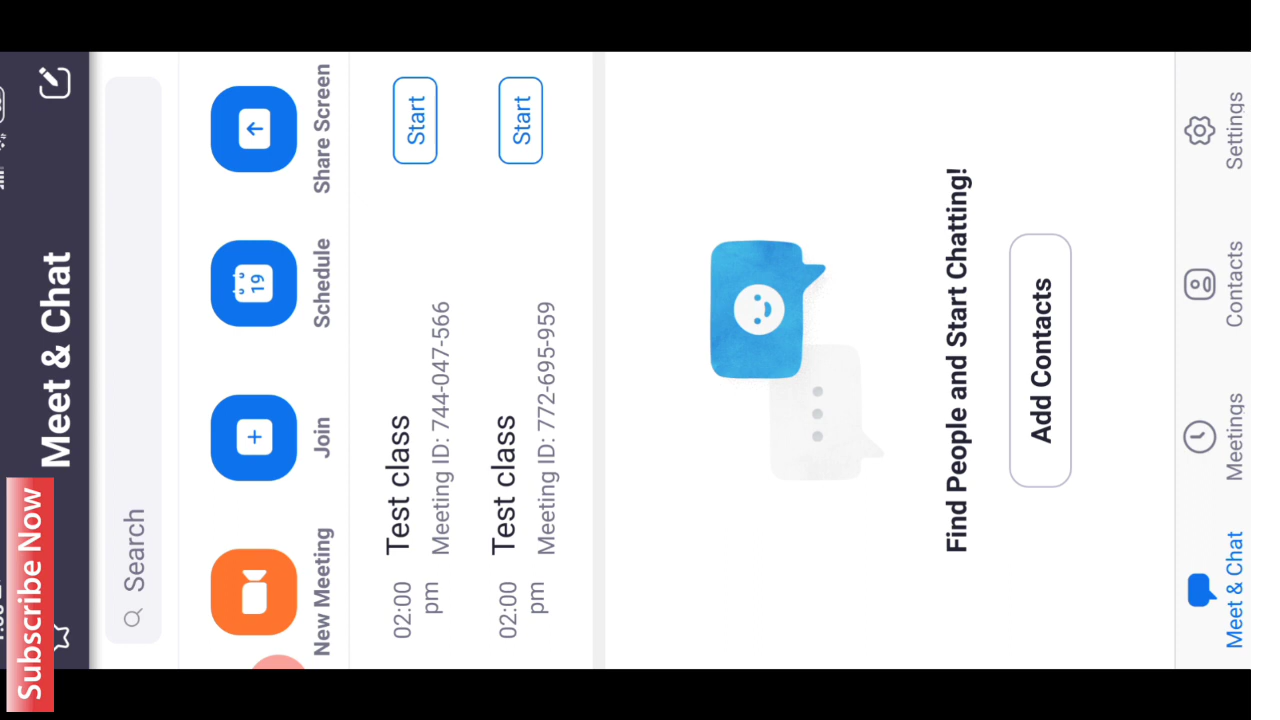 Meet & Chat
Subscribe Now
Search
New Meeting
Join
Schedule
19
Share Screen
02:00
pm
Test class
Meeting ID: 744-047-566
Start
02:00
pm
Test class
Meeting ID: 772-695-959
Start
Find People and Start Chatting!
Add Contacts
Meet & Chat
Meetings
Contacts
Settings